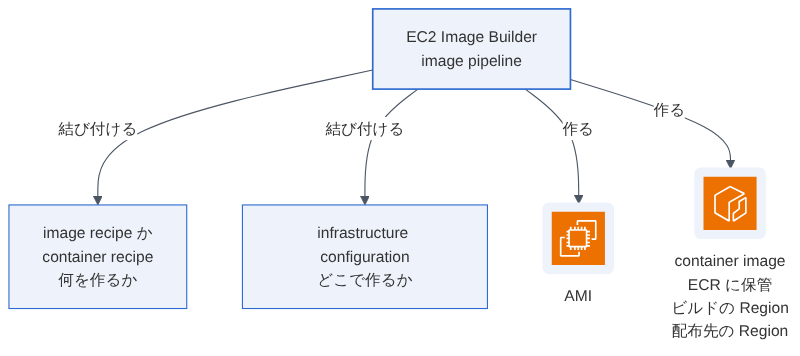 EC2 Image Builder
image pipeline
結び付ける
結び付ける
作る
作る
image recipe か
container recipe
何を作るか
infrastructure
configuration
どこで作るか
AMI
container image
ECR に保管
ビルドの Region
配布先の Region